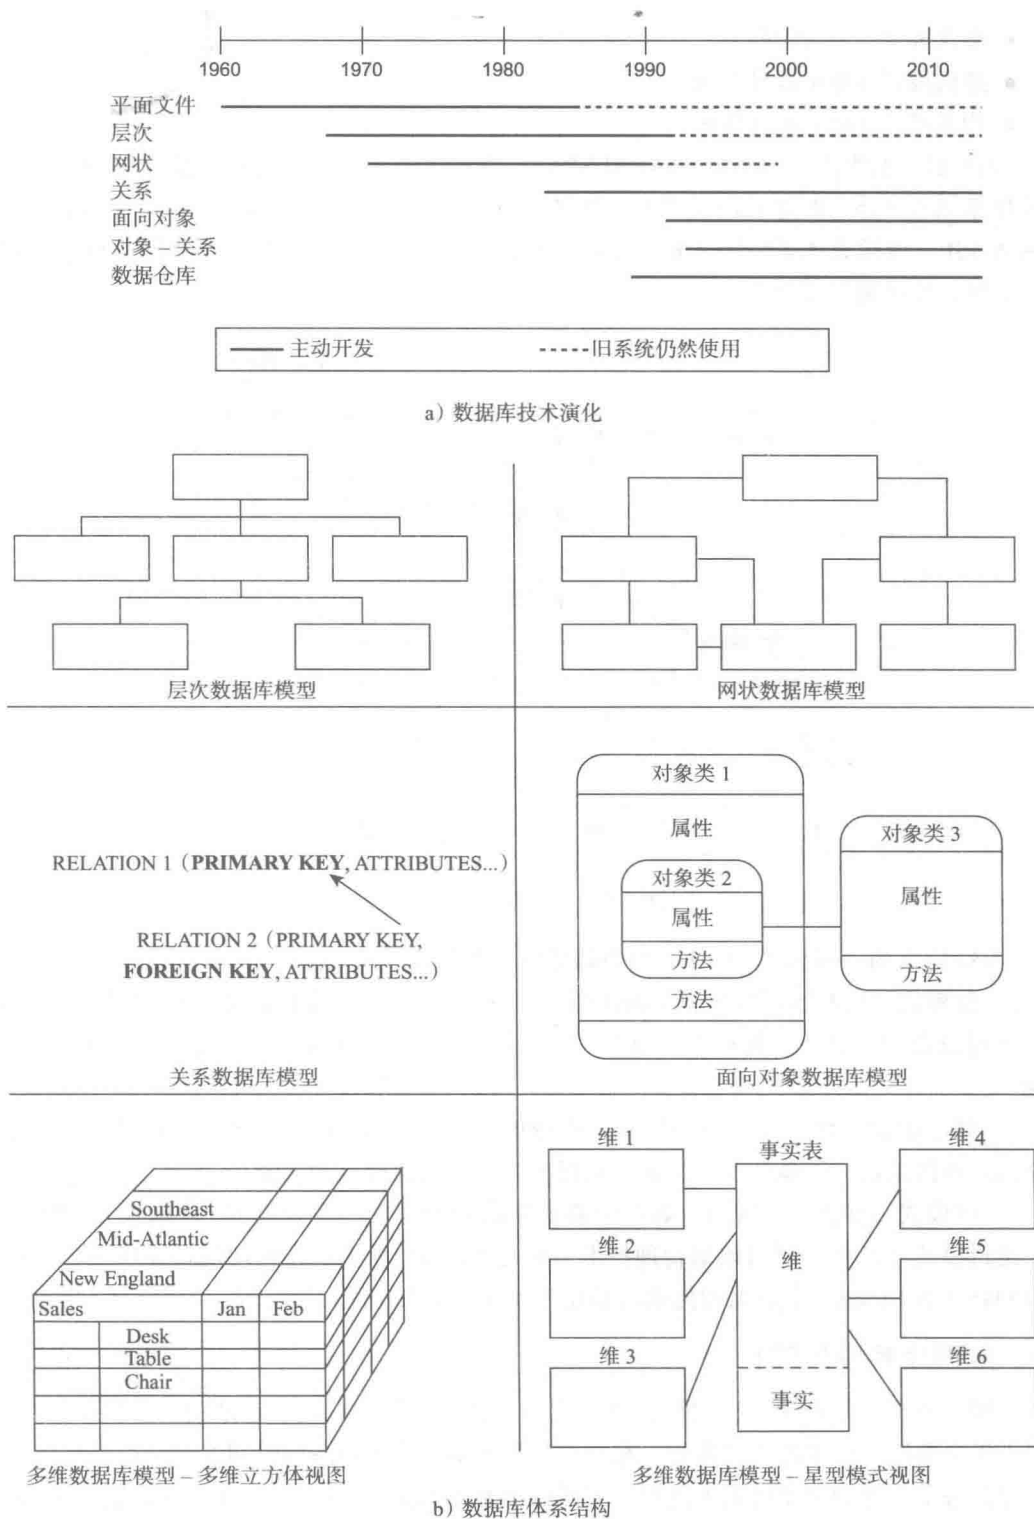 1960 1970 1980 1990 2000 2010
平面文件
层次
网状
关系
面向对象
对象－关系
数据仓库
主动开发 旧系统仍然使用
a）数据库技术演化
层次数据库模型
网状数据库模型
RELATION 1（PRIMARY KEY, ATTRIBUTES...）
RELATION 2（PRIMARY KEY,
FOREIGN KEY, ATTRIBUTES...）
关系数据库模型
对象类 1
属性
对象类 2
属性
方法
方法
对象类 3
属性
方法
面向对象数据库模型
Southeast
Mid-Atlantic
New England
Sales Jan Feb
Desk
Table
Chair
多维数据库模型－多维立方体视图
维 1
维 2
维 3
事实表
维
事实
维 4
维 5
维 6
多维数据库模型－星型模式视图
b）数据库体系结构